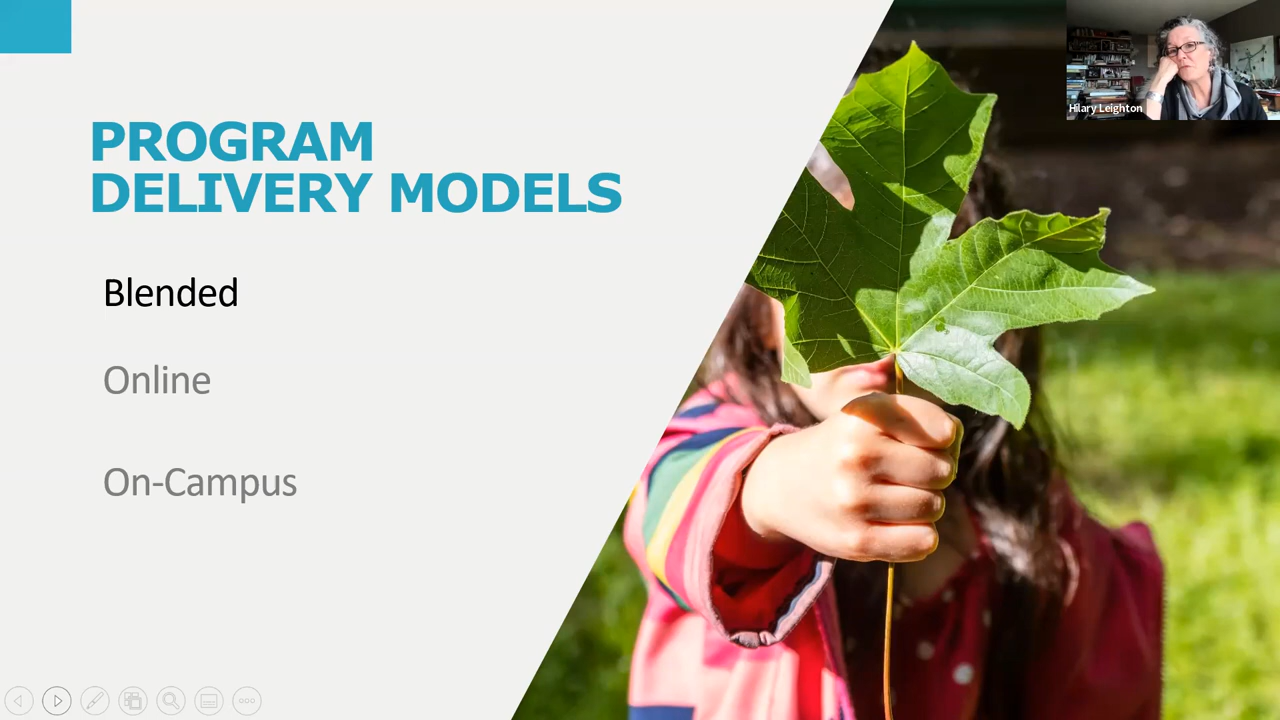 PROGRAM
DELIVERY MODELS
Blended
Online
On-Campus
Hilary Leighton